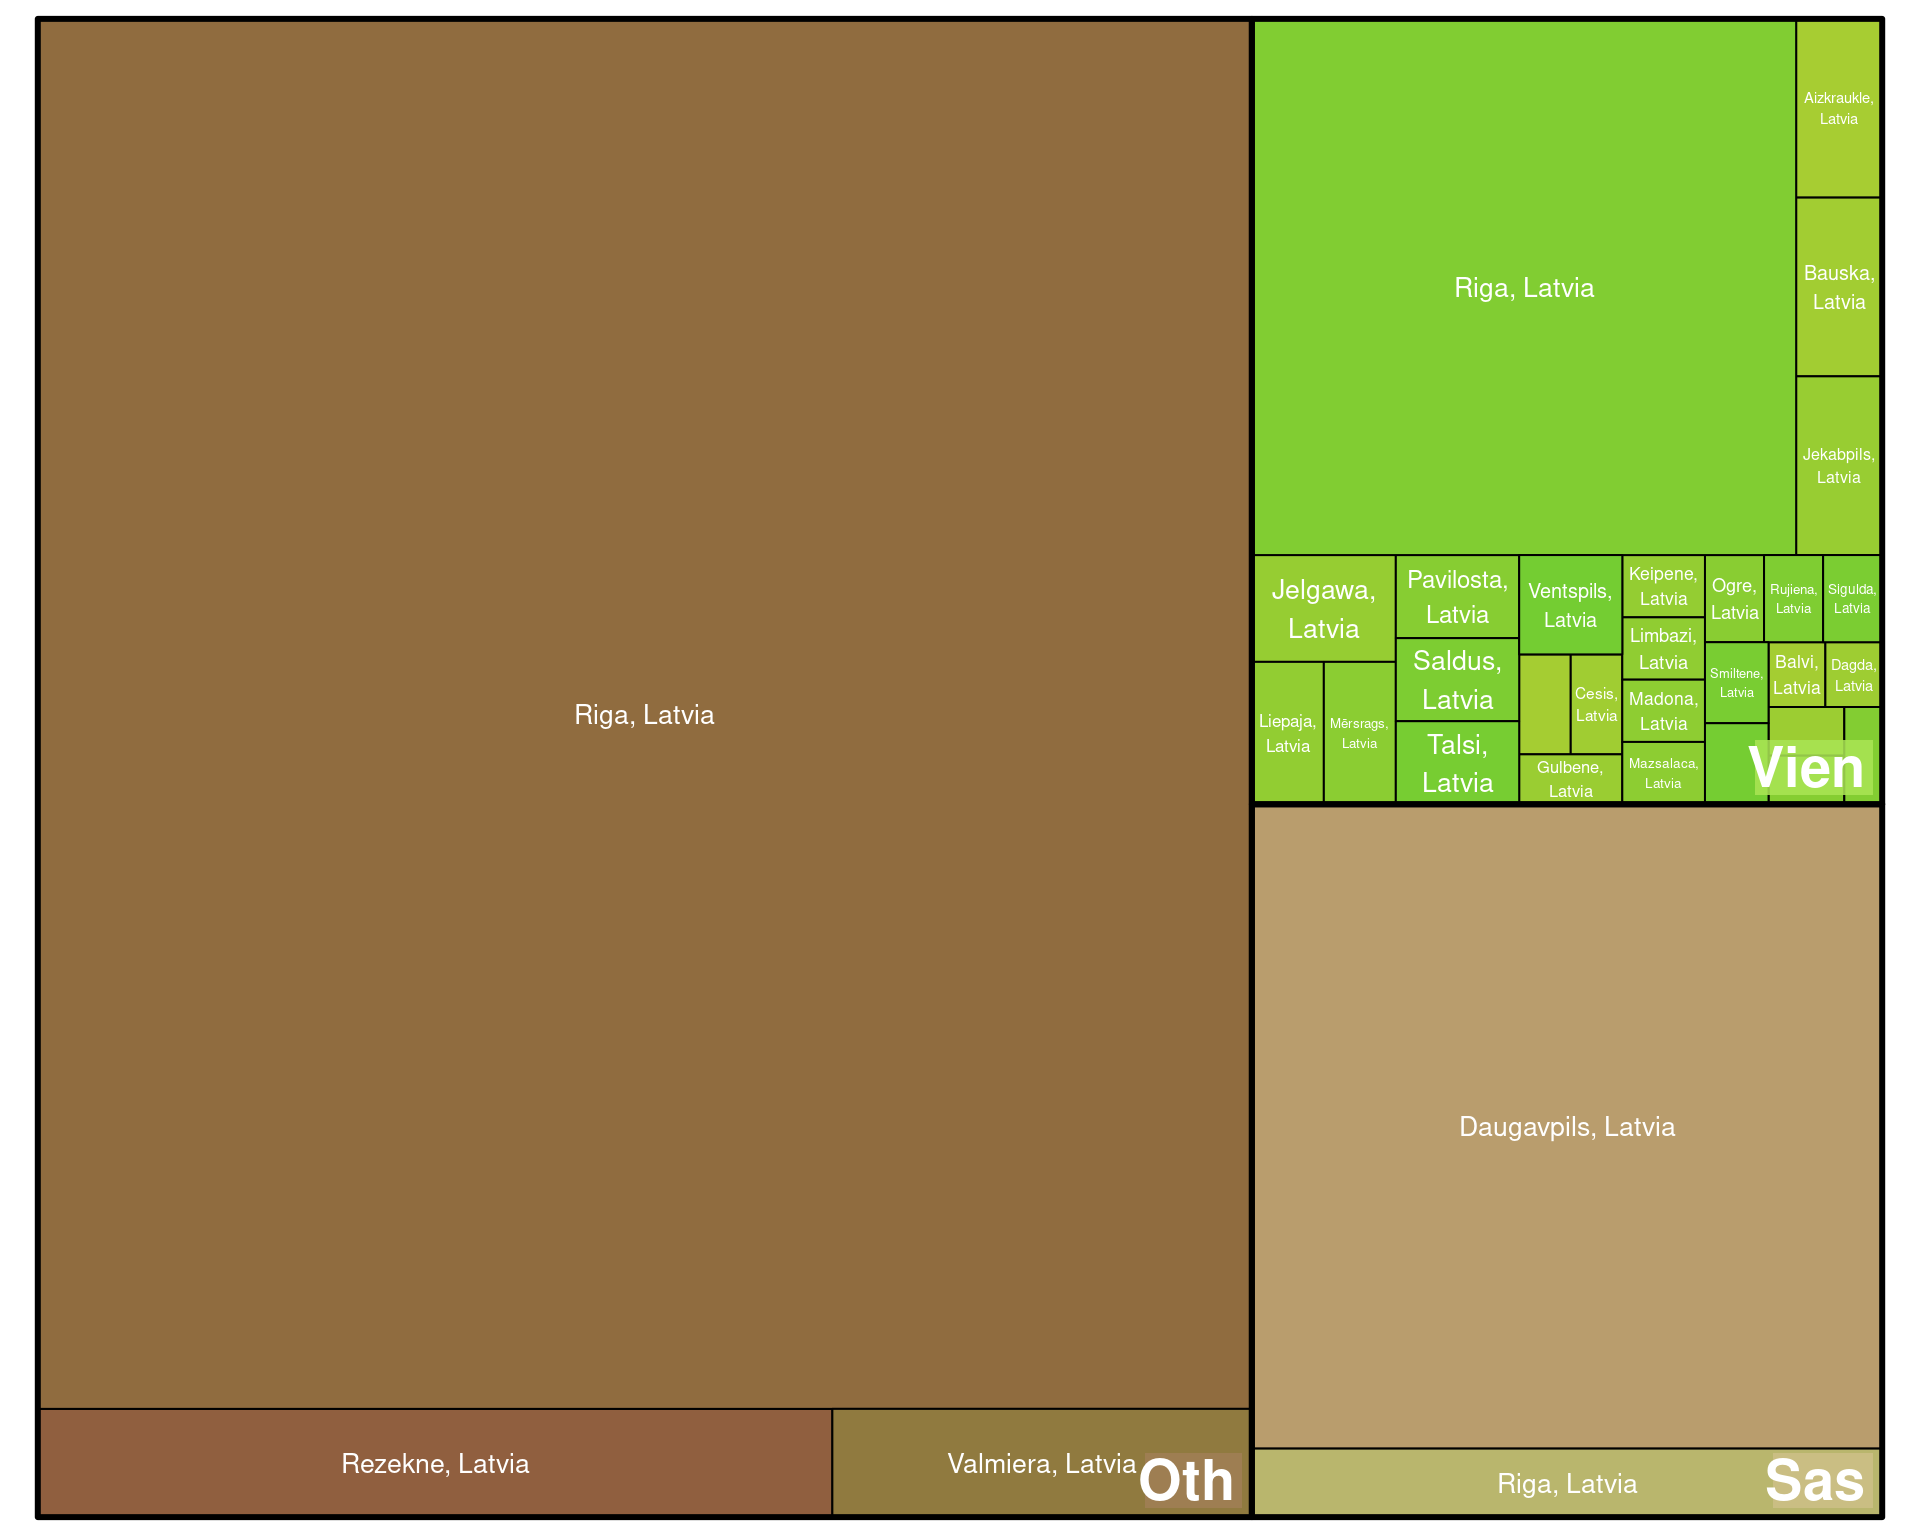 Riga, Latvia
Rezekne, Latvia
Valmiera, Latvia
Oth
Riga, Latvia
Aizkraukle,
Latvia
Bauska,
Latvia
Jekabpils,
Latvia
Jelgawa,
Latvia
Liepaja,
Latvia
Mērsrags,
Latvia
Pavilosta,
Latvia
Saldus,
Latvia
Talsi,
Latvia
Ventspils,
Latvia
Cesis,
Latvia
Gulbene,
Latvia
Keipene,
Latvia
Limbazi,
Latvia
Madona,
Latvia
Mazsalaca,
Latvia
Ogre,
Latvia
Rujiena,
Latvia
Sigulda,
Latvia
Smiltene,
Latvia
Balvi,
Latvia
Dagda,
Latvia
Vien
Daugavpils, Latvia
Riga, Latvia
Sas